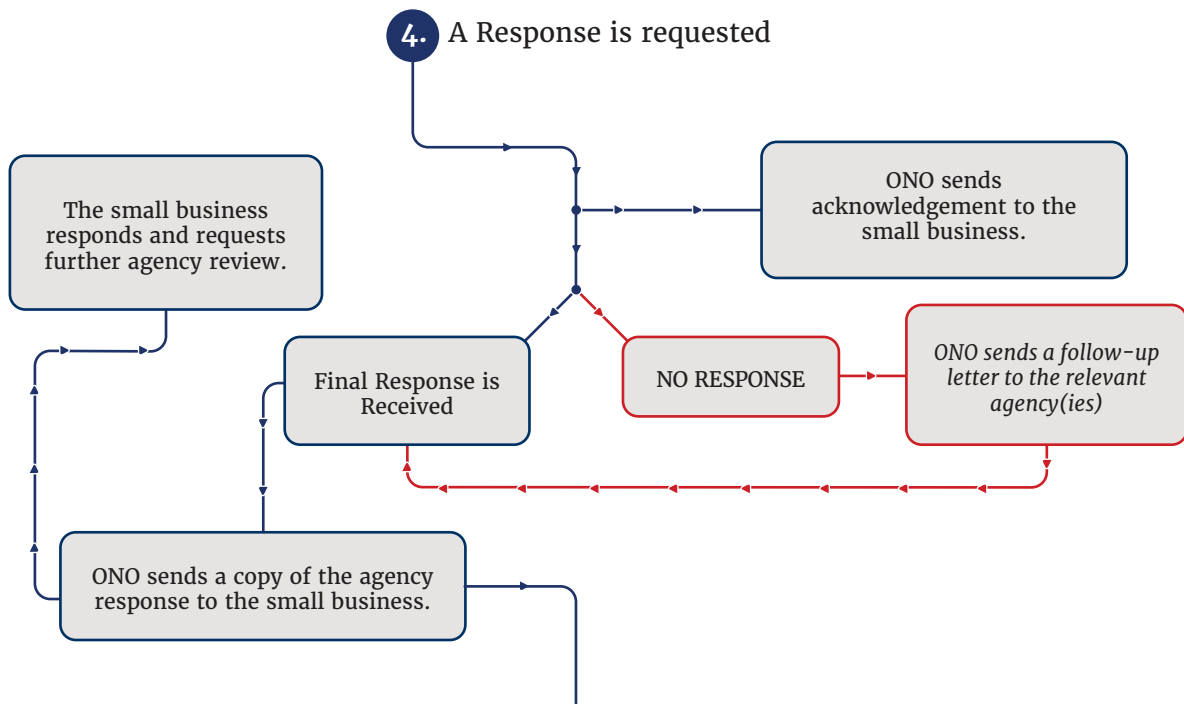 4. A Response is requested
ONO sends
acknowledgement to the
small business.
The small business
responds and requests
further agency review.
Final Response is
Received
NO RESPONSE
ONO sends a follow-up
letter to the relevant
agency(ies)
ONO sends a copy of the agency
response to the small business.